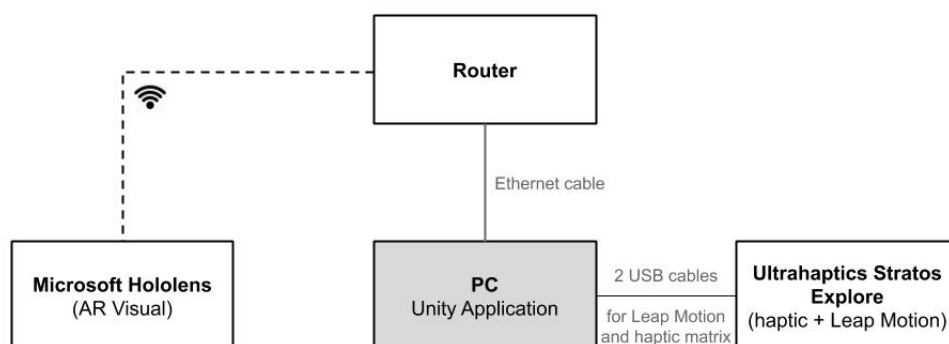 Router
Ethernet cable
Microsoft Hololens
(AR Visual)
PC
Unity Application
2 USB cables
for Leap Motion
and haptic matrix
Ultrahaptics Stratos
Explore
(haptic + Leap Motion)